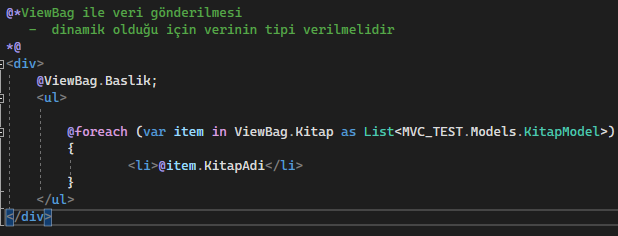 @*ViewBag ile veri gönderilmesi
- dinamik olduğu için verinin tipi verilmelidir
*@
<div>
@ViewBag.Baslik;
<ul>
@foreach (var item in ViewBag.Kitap as List<MVC_TEST.Models.KitapModel>)
{
<li>@item.KitapAdi</li>
}
</ul>
</div>